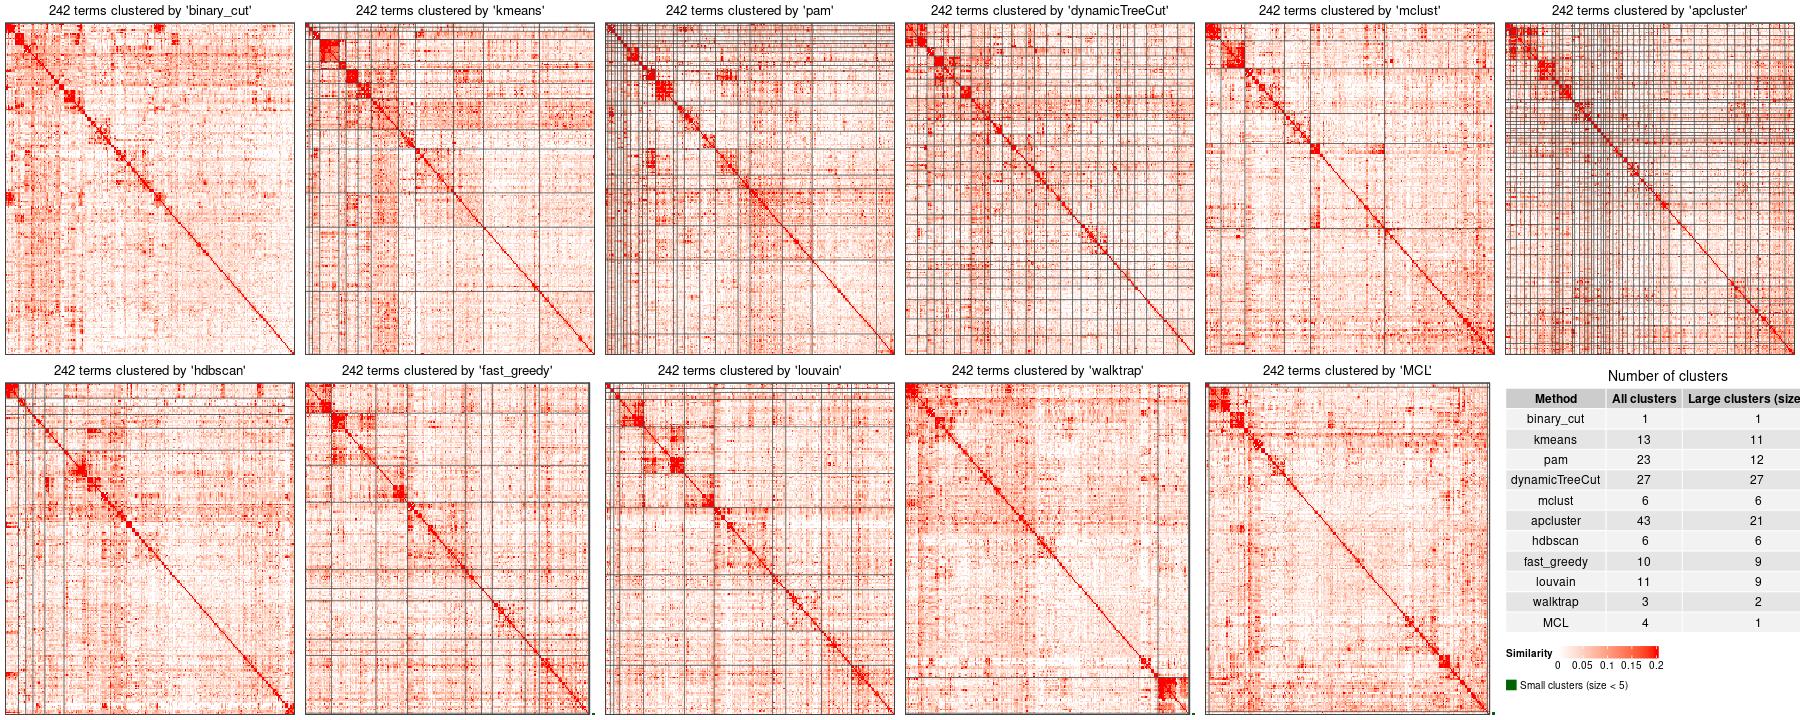 242 terms clustered by 'binary_cut'
242 terms clustered by 'kmeans'
242 terms clustered by 'pam'
242 terms clustered by 'dynamicTreeCut'
242 terms clustered by 'mclust'
242 terms clustered by 'apcluster'
242 terms clustered by 'hdbscan'
242 terms clustered by 'fast_greedy'
242 terms clustered by 'louvain'
242 terms clustered by 'walktrap'
242 terms clustered by 'MCL'
Number of clusters
Method All clusters Large clusters (size
binary_cut 1 1
kmeans 13 11
pam 23 12
dynamicTreeCut 27 27
mclust 6 6
apcluster 43 21
hdbscan 6 6
fast_greedy 10 9
louvain 11 9
walktrap 3 2
MCL 4 1
Similarity
0 0.05 0.1 0.15 0.2
Small clusters (size < 5)